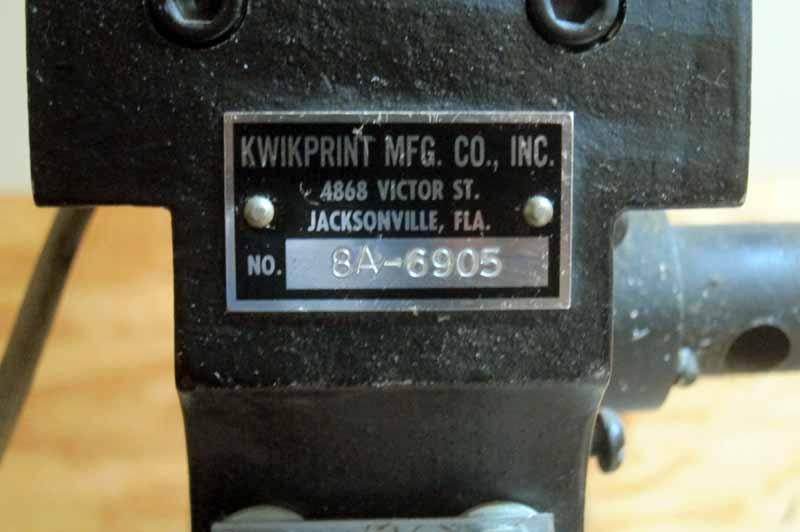 KWIKPRINT MFG. CO., INC.
4868 VICTOR ST.
JACKSONVILLE, FLA.
NO. 8A-6905